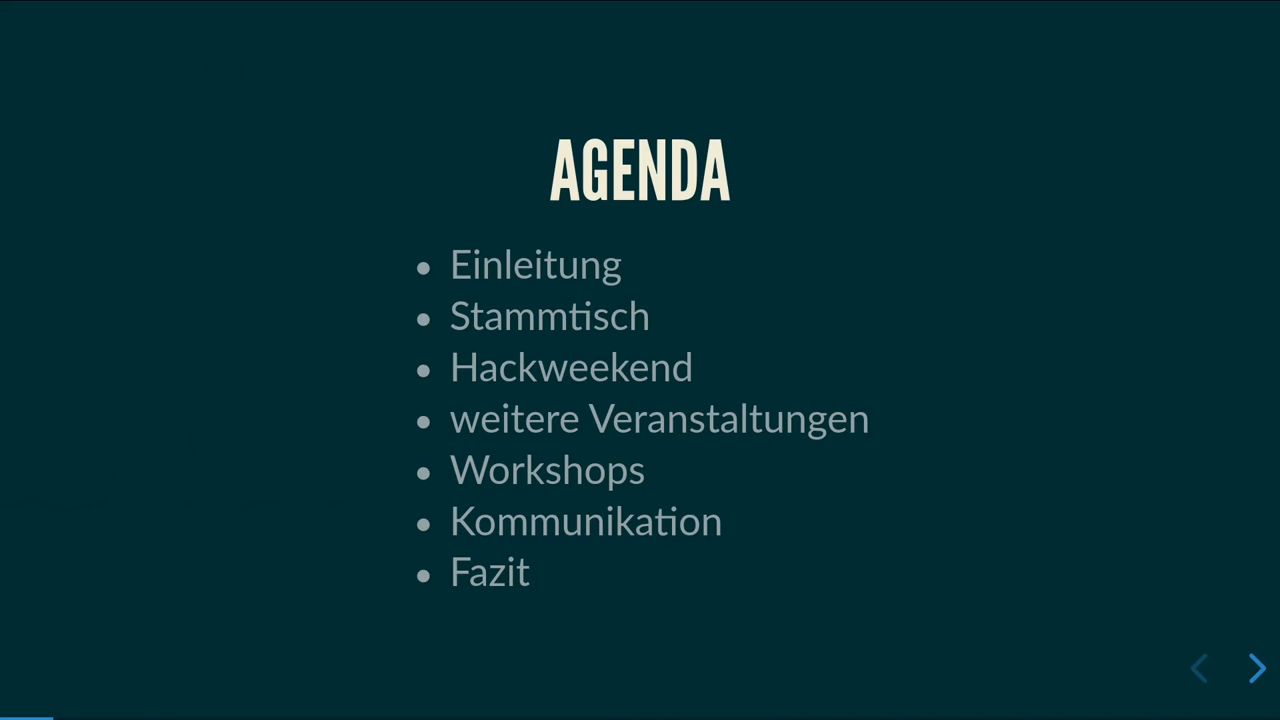 AGENDA
Einleitung
Stammtisch
Hackweekend
weitere Veranstaltungen
Workshops
Kommunikation
Fazit